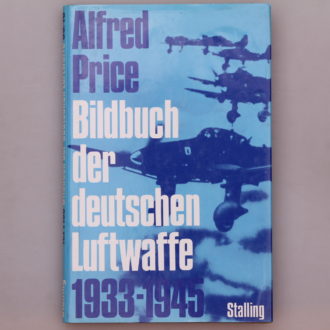 Alfred
Price
Bildbuch
der
deutschen
Luftwaffe
1933-1945
Stalling